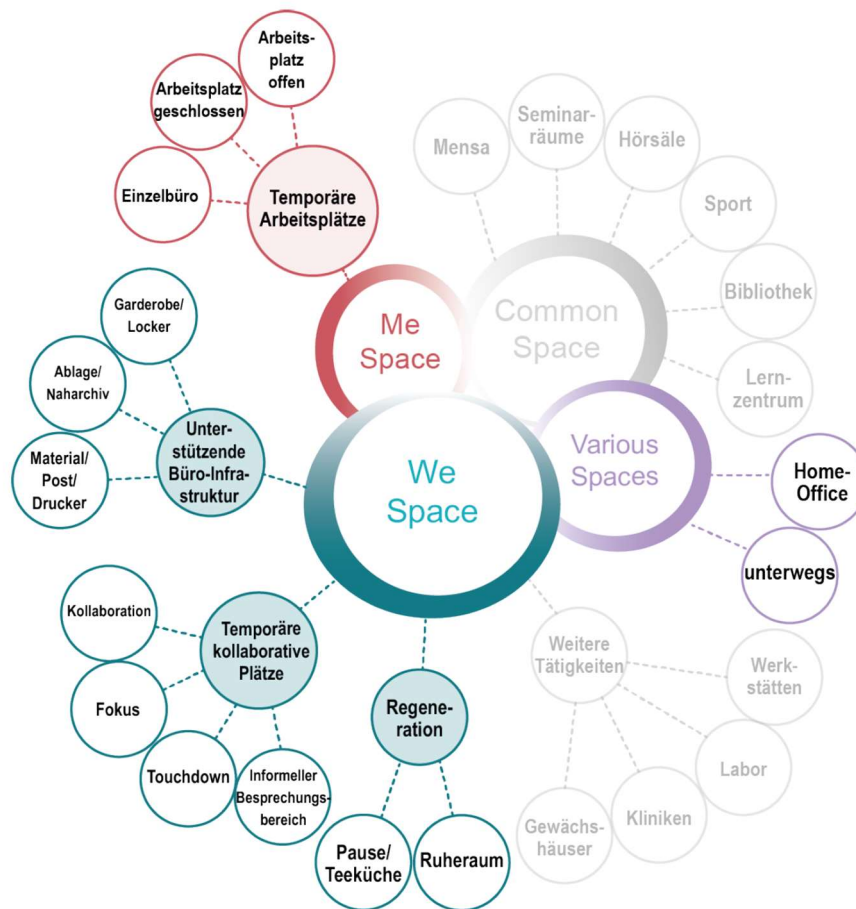 Arbeits-
platz
offen
Arbeitsplatz
geschlossen
Einzelbüro
Temporäre
Arbeitsplätze
Mensa
Seminar-
räume
Hörsäle
Sport
Bibliothek
Lern-
zentrum
Common
Space
Me
Space
Garderobe/
Locker
Ablage/
Naharchiv
Material/
Post/
Drucker
Unter-
stützende
Büro-Infra-
struktur
We
Space
Various
Spaces
Home-
Office
unterwegs
Kollaboration
Fokus
Touchdown
Informeller
Besprechungs-
bereich
Temporäre
kollaborative
Plätze
Regene-
ration
Pause/
Teeküche
Ruheraum
Weitere
Tätigkeiten
Werk-
stätten
Labor
Kliniken
Gewächs-
häuser